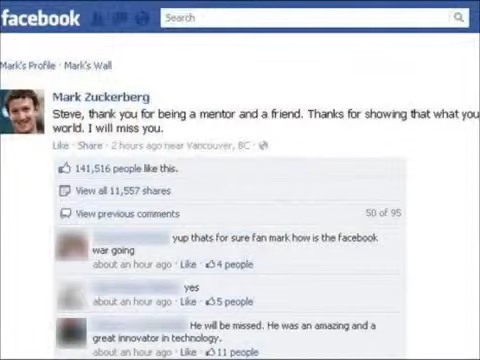 facebook
Search
Mark's Profile · Mark's Wall
Mark Zuckerberg
Steve, thank you for being a mentor and a friend. Thanks for showing that what you
world. I will miss you.
Like · Share · 2 hours ago near Vancouver, BC ·
141,516 people like this.
View all 11,557 shares
View previous comments
50 of 95
yup thats for sure fan mark how is the facebook
war going
about an hour ago · Like · 4 people
yes
about an hour ago · Like · 5 people
He will be missed. He was an amazing and a
great innovator in technology.
about an hour ago · Like · 11 people